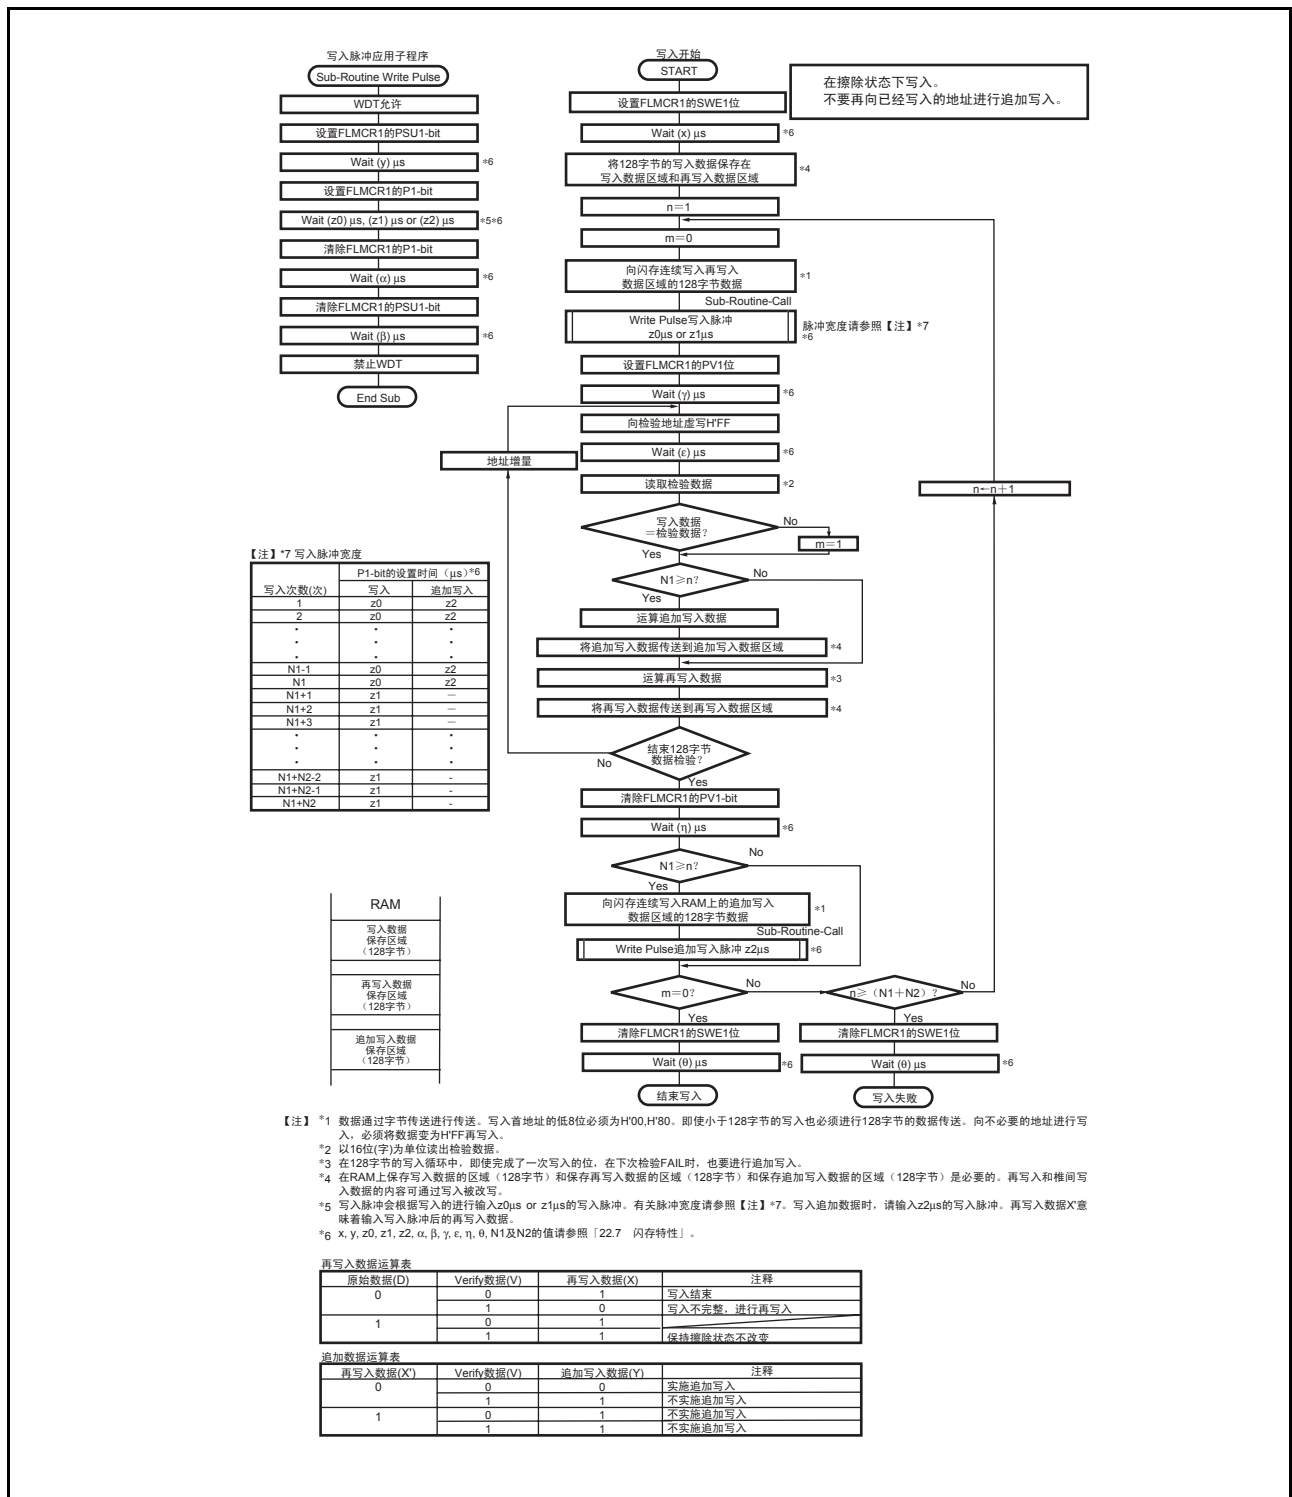 写入脉冲应用子程序
Sub-Routine Write Pulse
WDT允许
设置FLMCR1的PSU1-bit
Wait (y) μs *6
设置FLMCR1的P1-bit
Wait (z0) μs, (z1) μs or (z2) μs *5*6
清除FLMCR1的P1-bit
Wait (α) μs *6
清除FLMCR1的PSU1-bit
Wait (β) μs *6
禁止WDT
End Sub
写入开始
START
在擦除状态下写入。
不要再向已经写入的地址进行追加写入。
设置FLMCR1的SWE1位
Wait (x) μs *6
将128字节的写入数据保存在
写入数据区域和再写入数据区域 *4
n＝1
m＝0
向闪存连续写入再写入
数据区域的128字节数据 *1
Sub-Routine-Call
Write Pulse写入脉冲
z0μs or z1μs
脉冲宽度请参照【注】*7
*6
设置FLMCR1的PV1位
Wait (γ) μs *6
向检验地址虚写H'FF
Wait (ε) μs *6
地址增量
读取检验数据 *2
n←n＋1
写入数据
＝检验数据?
No
m＝1
Yes
N1≥n?
No
Yes
运算追加写入数据
将追加写入数据传送到追加写入数据区域 *4
运算再写入数据 *3
将再写入数据传送到再写入数据区域 *4
结束128字节
数据检验?
No
Yes
清除FLMCR1的PV1-bit
Wait (η) μs *6
N1≥n?
No
Yes
向闪存连续写入RAM上的追加写入
数据区域的128字节数据 *1
Sub-Routine-Call
Write Pulse追加写入脉冲 z2μs *6
m＝0?
No
n≥（N1＋N2）?
No
Yes
Yes
清除FLMCR1的SWE1位
清除FLMCR1的SWE1位
Wait (θ) μs *6
Wait (θ) μs *6
结束写入
写入失败
【注】*7 写入脉冲宽度
P1-bit的设置时间（μs）*6
写入次数(次) 写入 追加写入
1 z0 z2
2 z0 z2
• • •
• • •
• • •
N1-1 z0 z2
N1 z0 z2
N1+1 z1 —
N1+2 z1 —
N1+3 z1 —
• • •
• • •
• • •
N1+N2-2 z1 -
N1+N2-1 z1 -
N1+N2 z1 -
RAM
写入数据
保存区域
（128字节）
再写入数据
保存区域
（128字节）
追加写入数据
保存区域
（128字节）
【注】 *1 数据通过字节传送进行传送。写入首地址的低8位必须为H'00,H'80。即使小于128字节的写入也必须进行128字节的数据传送。向不必要的地址进行写
入，必须将数据变为H'FF再写入。
*2 以16位(字)为单位读出检验数据。
*3 在128字节的写入循环中，即使完成了一次写入的位，在下次检验FAIL时，也要进行追加写入。
*4 在RAM上保存写入数据的区域（128字节）和保存再写入数据的区域（128字节）和保存追加写入数据的区域（128字节）是必要的。再写入和椎间写
入数据的内容可通过写入被改写。
*5 写入脉冲会根据写入的进行输入z0μs or z1μs的写入脉冲。有关脉冲宽度请参照【注】*7。写入追加数据时，请输入z2μs的写入脉冲。再写入数据X'意
味着输入写入脉冲后的再写入数据。
*6 x, y, z0, z1, z2, α, β, γ, ε, η, θ, N1及N2的值请参照「22.7 闪存特性」。
再写入数据运算表
原始数据(D) Verify数据(V) 再写入数据(X) 注释
0 0 1 写入结束
1 0 写入不完整，进行再写入
1 0 1
1 1 保持擦除状态不改变
追加数据运算表
再写入数据(X') Verify数据(V) 追加写入数据(Y) 注释
0 0 0 实施追加写入
1 1 不实施追加写入
1 0 1 不实施追加写入
1 1 不实施追加写入